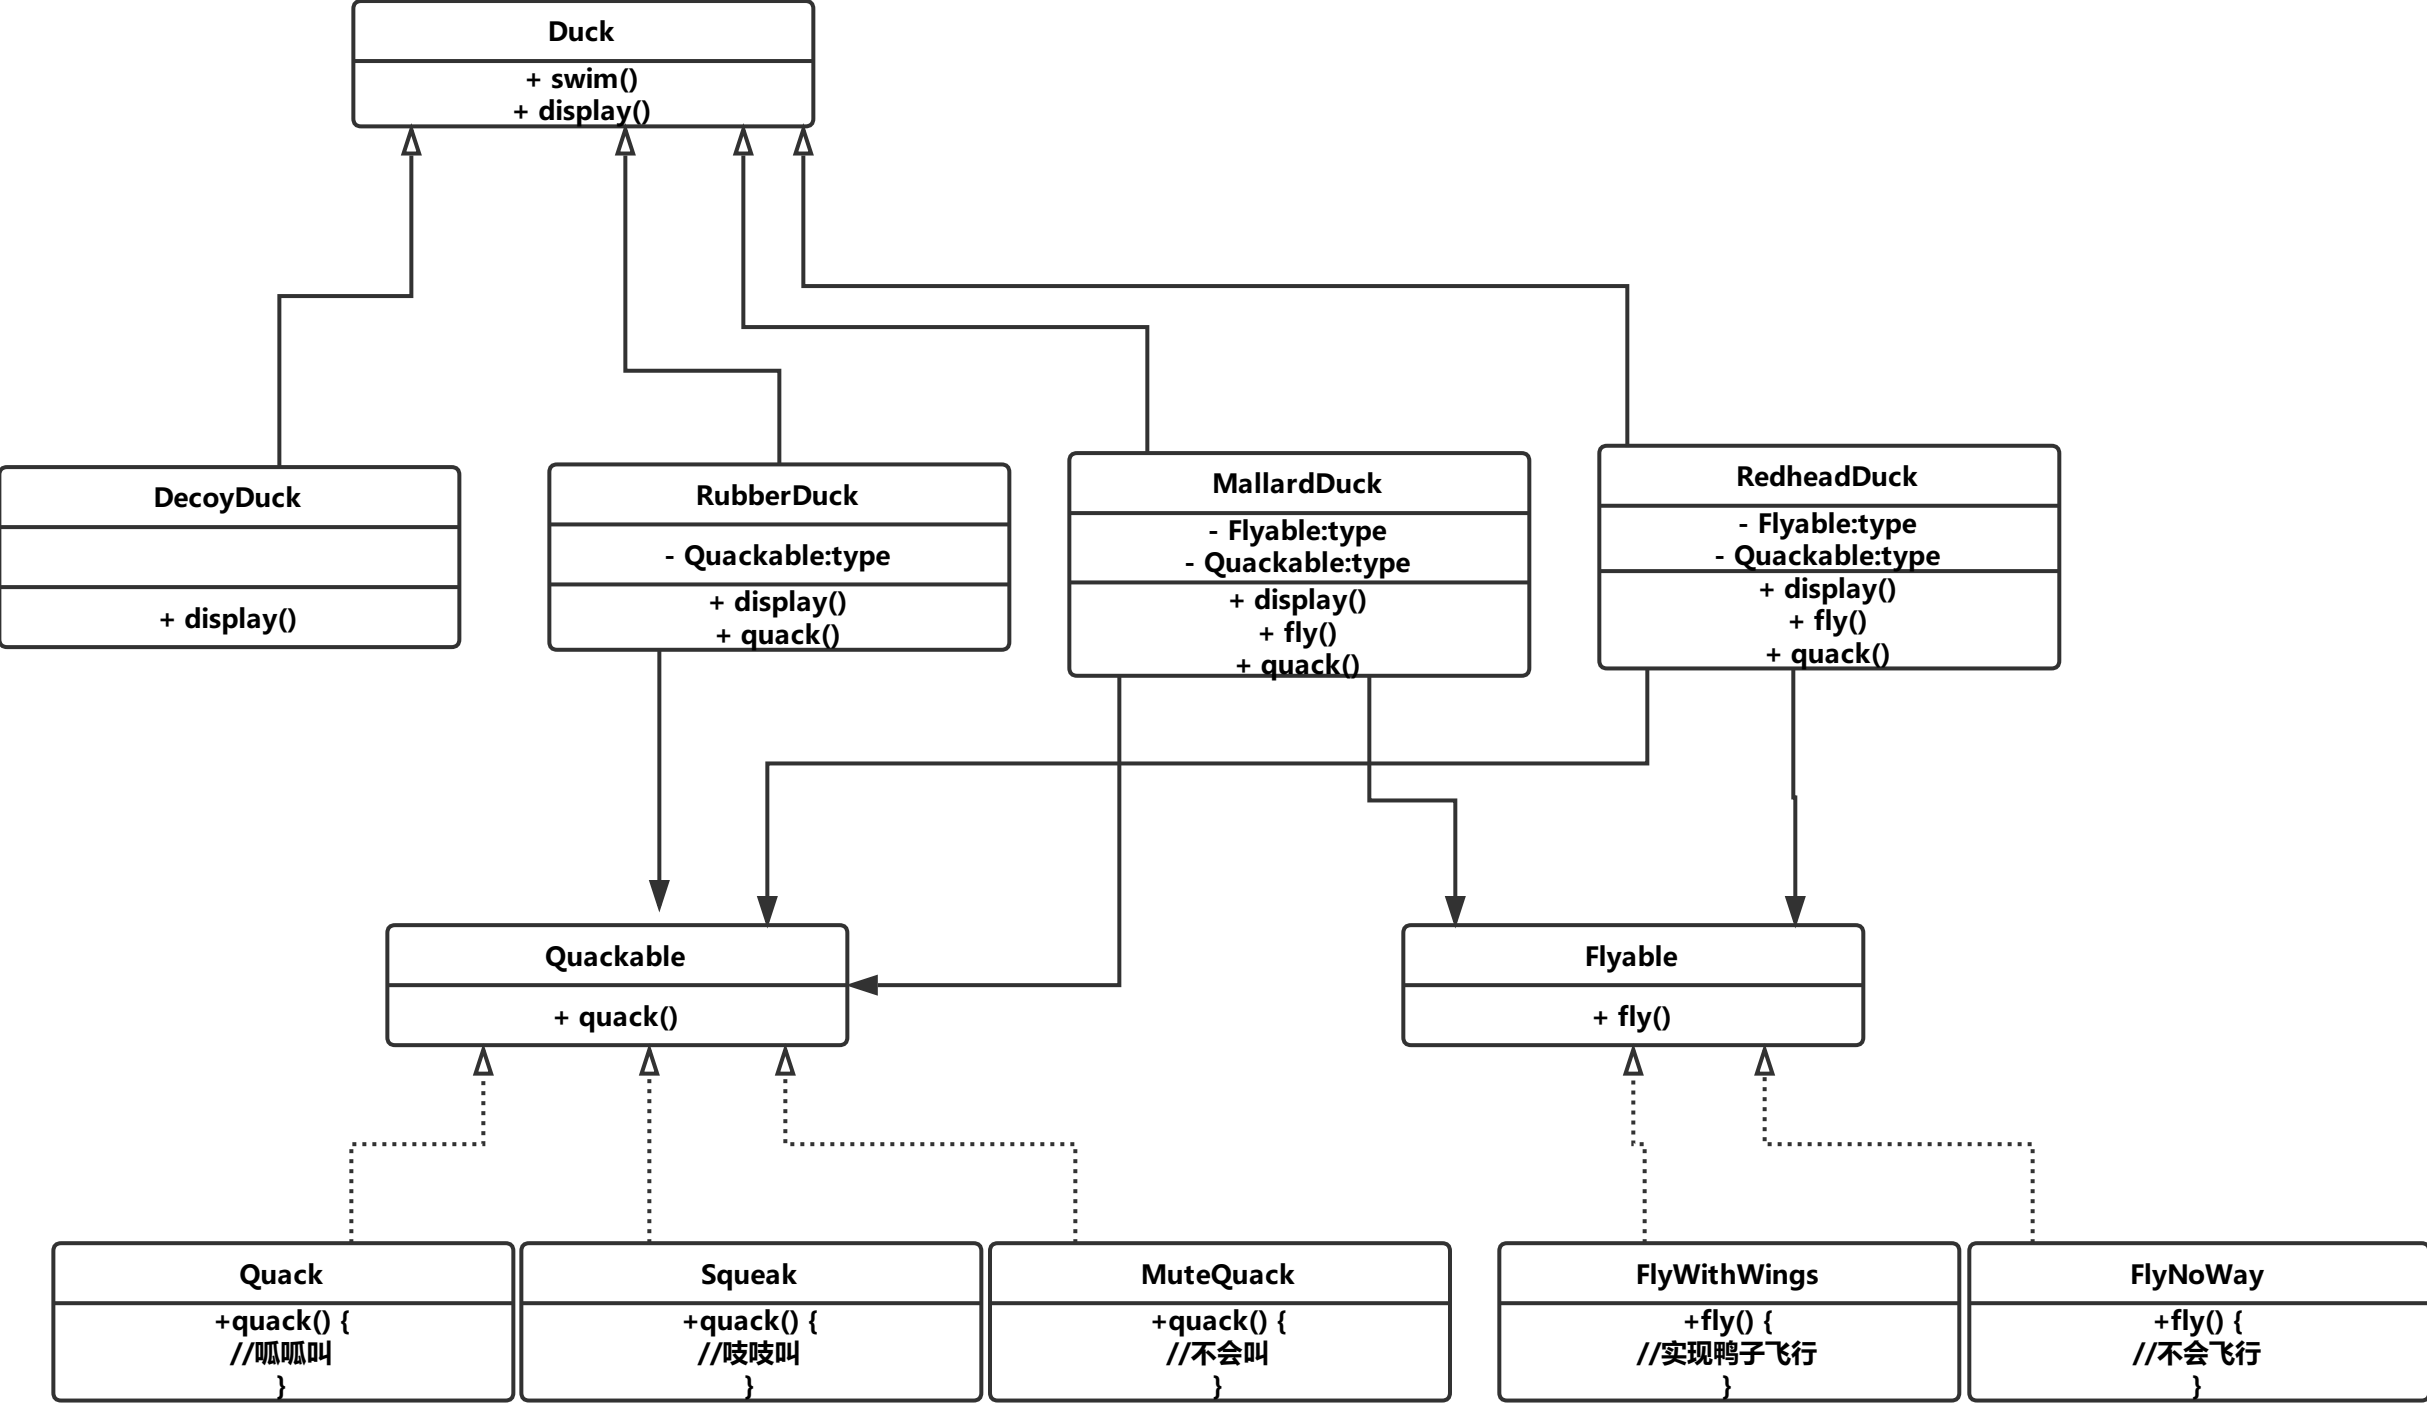 Duck
+ swim()
+ display()
DecoyDuck
+ display()
RubberDuck
- Quackable:type
+ display()
+ quack()
MallardDuck
- Flyable:type
- Quackable:type
+ display()
+ fly()
+ quack()
RedheadDuck
- Flyable:type
- Quackable:type
+ display()
+ fly()
+ quack()
Quackable
+ quack()
Flyable
+ fly()
Quack
+quack() {
//呱呱叫
}
Squeak
+quack() {
//吱吱叫
}
MuteQuack
+quack() {
//不会叫
}
FlyWithWings
+fly() {
//实现鸭子飞行
}
FlyNoWay
+fly() {
//不会飞行
}